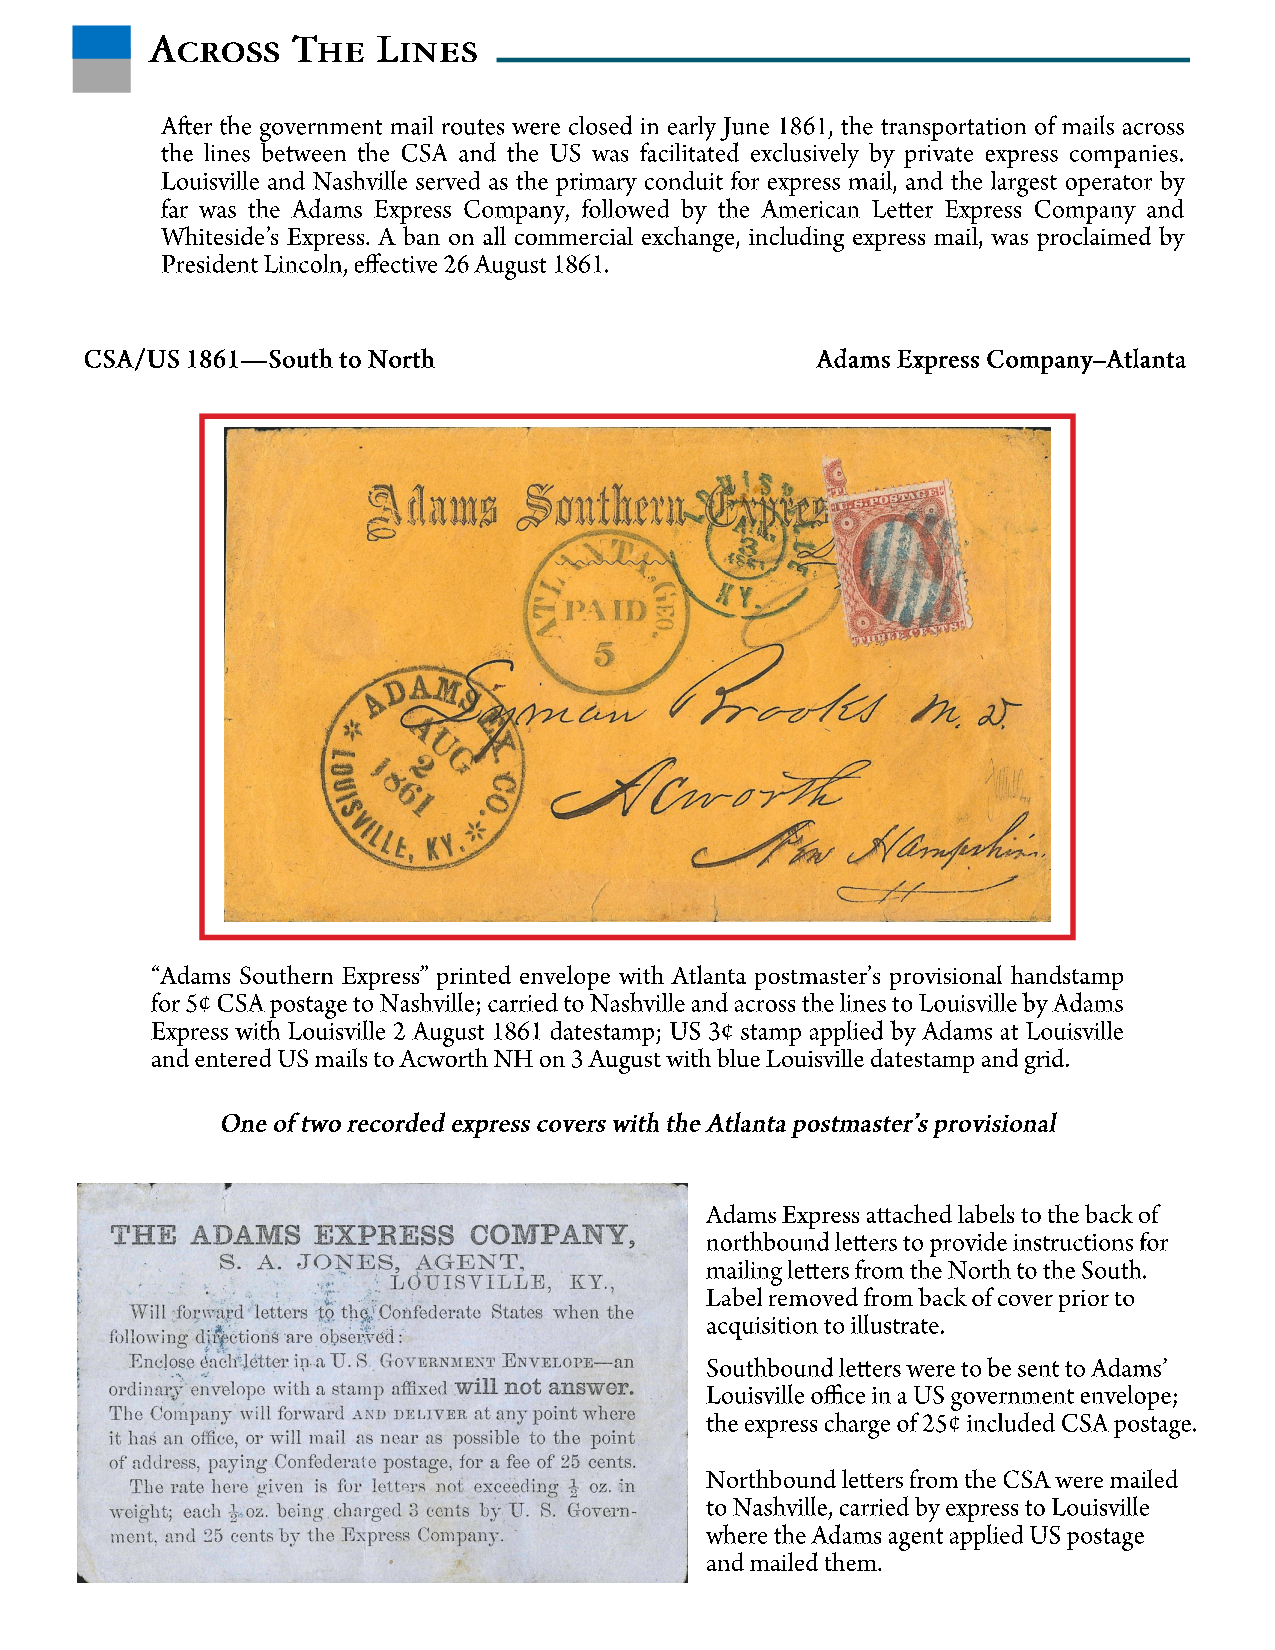 ACROSS THE LINES
After the government mail routes were closed in early June 1861, the transportation of mails across
the lines between the CSA and the US was facilitated exclusively by private express companies.
Louisville and Nashville served as the primary conduit for express mail, and the largest operator by
far was the Adams Express Company, followed by the American Letter Express Company and
Whiteside's Express. A ban on all commercial exchange, including express mail, was proclaimed by
President Lincoln, effective 26 August 1861.
CSA/US 1861—South to North
Adams Express Company–Atlanta
Adams Southern Expres
U.S. POSTAGE
THREE CENTS
LOUISVILLE
3
1861
KY.
ATLANTA, GEO.
PAID
5
ADAMS EX. CO.
AUG
2
1861
LOUISVILLE, KY.
Lyman Brooks M.D.
Acworth
New Hampshire
"Adams Southern Express" printed envelope with Atlanta postmaster's provisional handstamp
for 5¢ CSA postage to Nashville; carried to Nashville and across the lines to Louisville by Adams
Express with Louisville 2 August 1861 datestamp; US 3¢ stamp applied by Adams at Louisville
and entered US mails to Acworth NH on 3 August with blue Louisville datestamp and grid.
One of two recorded express covers with the Atlanta postmaster's provisional
THE ADAMS EXPRESS COMPANY,
S. A. JONES, AGENT,
LOUISVILLE, KY.,
Will forward letters to the Confederate States when the
following directions are observed:
Enclose each letter in a U. S. GOVERNMENT ENVELOPE—an
ordinary envelope with a stamp affixed will not answer.
The Company will forward AND DELIVER at any point where
it has an office, or will mail as near as possible to the point
of address, paying Confederate postage, for a fee of 25 cents.
The rate here given is for letters not exceeding ½ oz. in
weight; each ½ oz. being charged 3 cents by U. S. Govern-
ment, and 25 cents by the Express Company.
Adams Express attached labels to the back of
northbound letters to provide instructions for
mailing letters from the North to the South.
Label removed from back of cover prior to
acquisition to illustrate.
Southbound letters were to be sent to Adams'
Louisville office in a US government envelope;
the express charge of 25¢ included CSA postage.
Northbound letters from the CSA were mailed
to Nashville, carried by express to Louisville
where the Adams agent applied US postage
and mailed them.